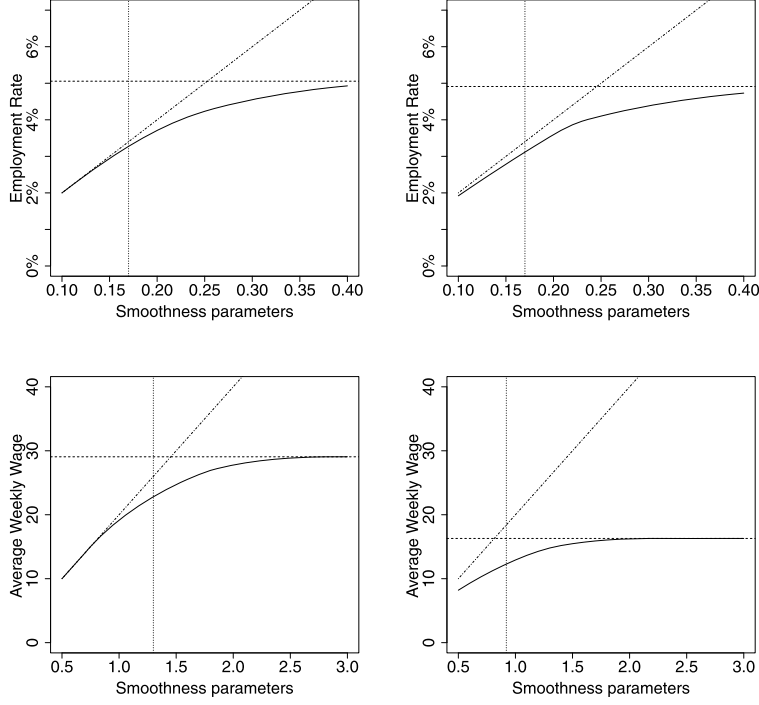 Employment Rate
0% 2% 4% 6%
0.10 0.15 0.20 0.25 0.30 0.35 0.40
Smoothness parameters
Employment Rate
0% 2% 4% 6%
0.10 0.15 0.20 0.25 0.30 0.35 0.40
Smoothness parameters
Average Weekly Wage
0 10 20 30 40
0.5 1.0 1.5 2.0 2.5 3.0
Smoothness parameters
Average Weekly Wage
0 10 20 30 40
0.5 1.0 1.5 2.0 2.5 3.0
Smoothness parameters